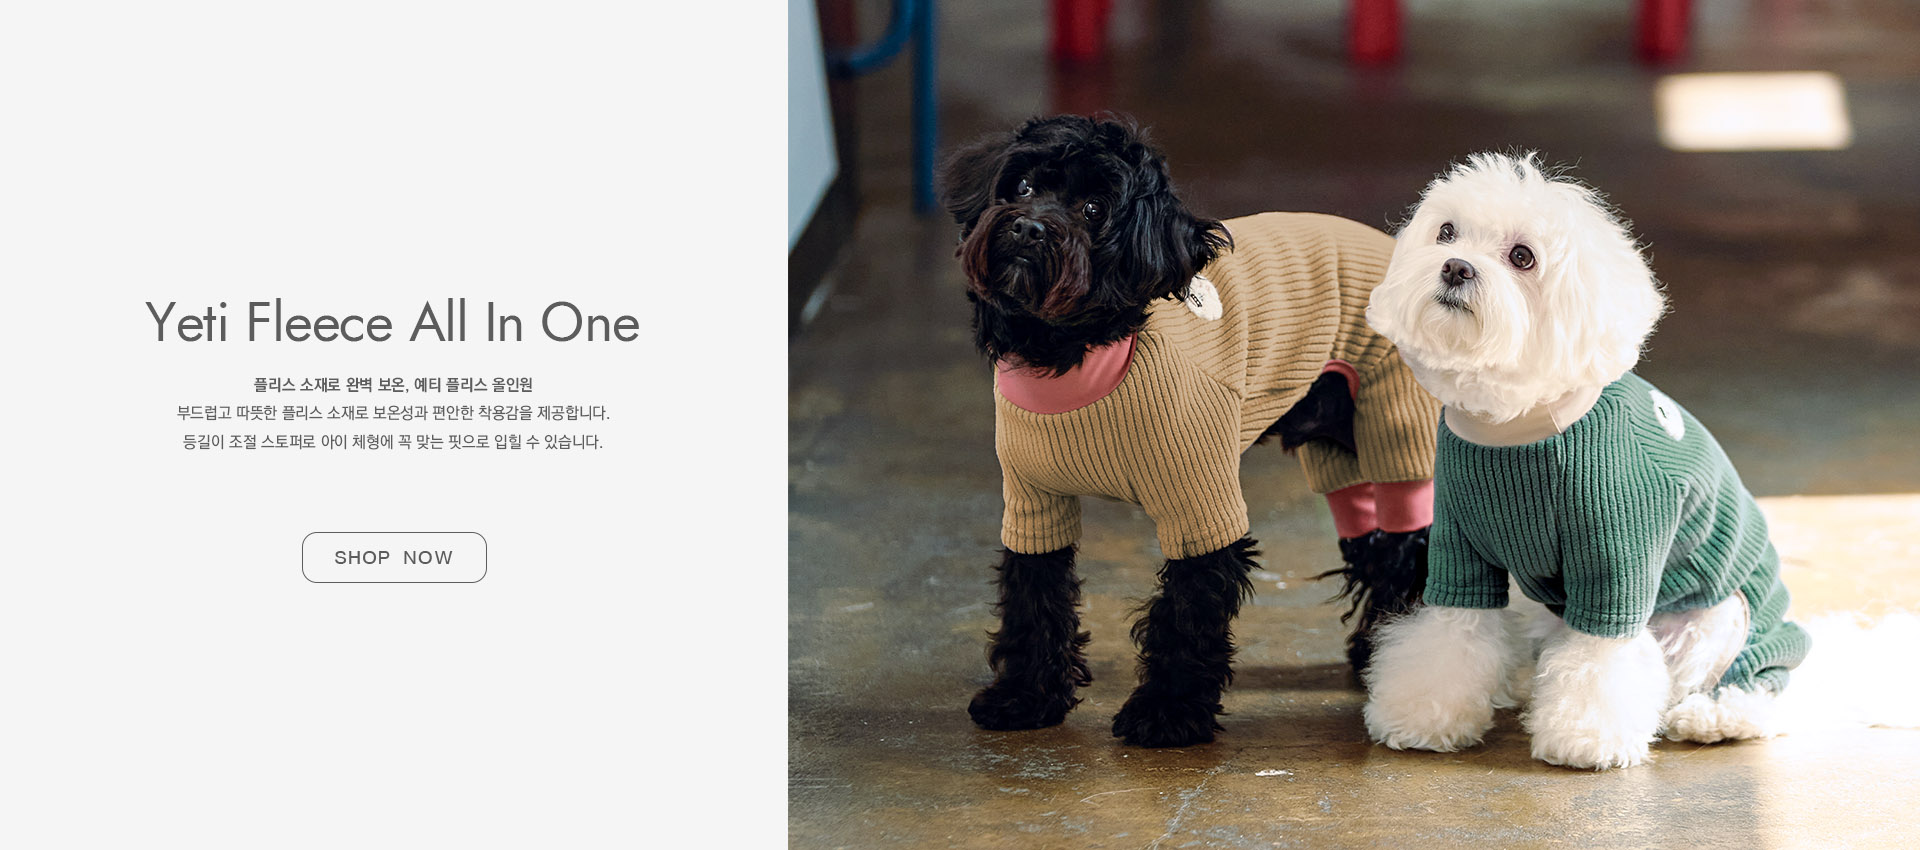 Yeti Fleece All In One
플리스 소재로 완벽 보온, 예티 플리스 올인원
부드럽고 따뜻한 플리스 소재로 보온성과 편안한 착용감을 제공합니다.
등길이 조절 스토퍼로 아이 체형에 꼭 맞는 핏으로 입힐 수 있습니다.
SHOP NOW